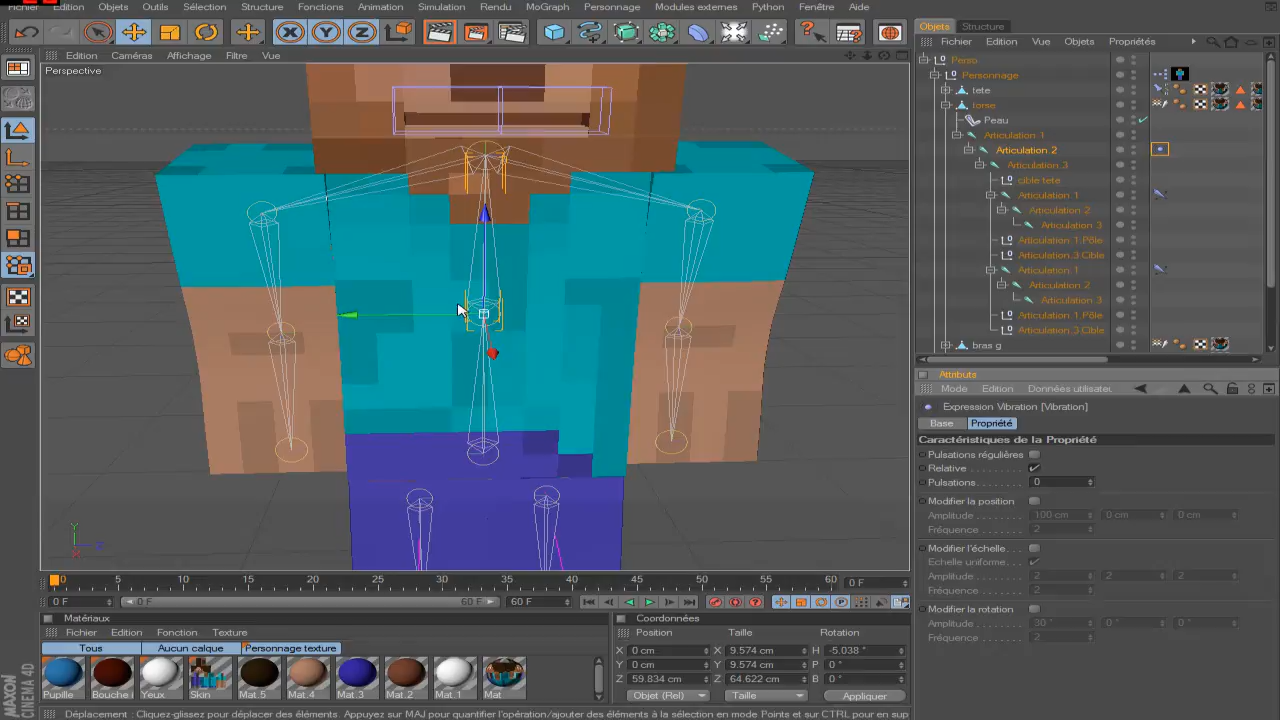 Edition Objets Outils Sélection Structure Fonctions Animation Simulation Rendu MoGraph Personnage Modules externes Python Fenêtre Aide
Edition Caméras Affichage Filtre Vue
Perspective
Objets Structure
Fichier Edition Vue Objets Propriétés
Perso
Personnage
tete
torse
Peau
Articulation.1
Articulation.2
Articulation.3
cible tete
Articulation.1
Articulation.2
Articulation.3
Articulation.1.Pôle
Articulation.3.Cible
Articulation.1
Articulation.2
Articulation.3
Articulation.1.Pôle
Articulation.3.Cible
bras g
Attributs
Mode Edition Données utilisateur
Expression Vibration [Vibration]
Base Propriété
Caractéristiques de la Propriété
Pulsations régulières
Relative
Pulsations 0
Modifier la position
Amplitude 100 cm 0 cm 0 cm
Fréquence 2
Modifier l'échelle
Echelle uniforme
Amplitude 2 2 2
Fréquence 2
Modifier la rotation
Amplitude 30 ° 0 ° 0 °
Fréquence 2
Y
X
Z
0 5 10 15 20 25 30 35 40 45 50 55 60 0 F
0 F 0 F 60 F 60 F
Matériaux
Fichier Edition Fonction Texture
Tous Aucun calque Personnage texture
Pupille Bouche i Yeux Skin Mat.5 Mat.4 Mat.3 Mat.2 Mat.1 Mat
Coordonnées
Position Taille Rotation
X 0 cm X 9.574 cm H -5.038 °
Y 0 cm Y 9.574 cm P 0 °
Z 59.834 cm Z 64.622 cm B 0 °
Objet (Rel) Taille Appliquer
MAXON CINEMA 4D
Déplacement : Cliquez-glissez pour déplacer des éléments. Appuyez sur MAJ pour quantifier l'opération/ajouter des éléments à la sélection en mode Points et sur CTRL pour en sup